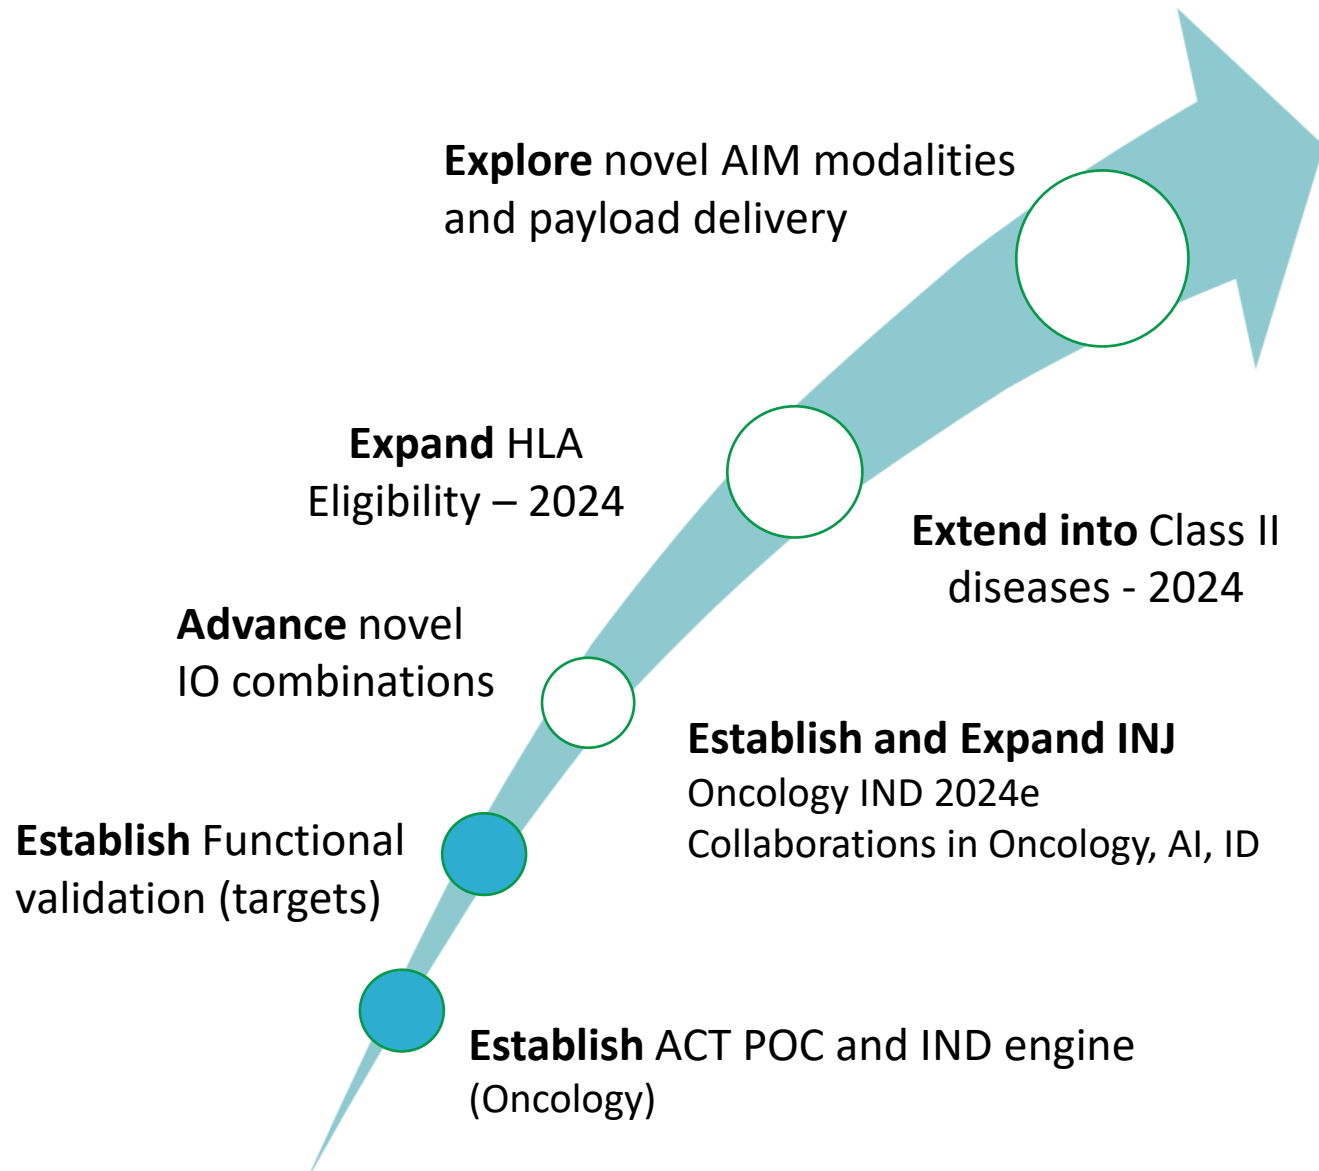 Explore novel AIM modalities
and payload delivery
Expand HLA
Eligibility – 2024
Extend into Class II
diseases - 2024
Advance novel
IO combinations
Establish and Expand INJ
Oncology IND 2024e
Collaborations in Oncology, AI, ID
Establish Functional
validation (targets)
Establish ACT POC and IND engine
(Oncology)